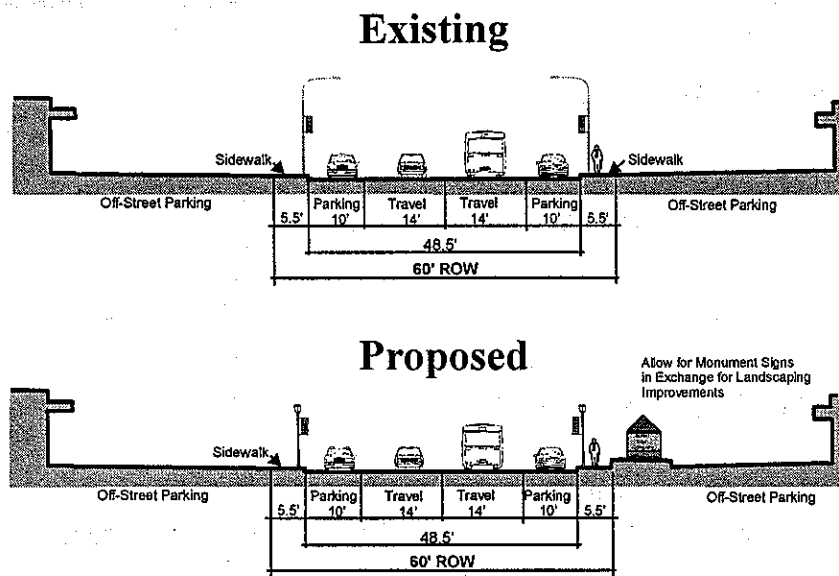 Existing
Sidewalk
Sidewalk
Off-Street Parking
Off-Street Parking
5.5' Parking 10' Travel 14' Travel 14' Parking 10' 5.5'
48.5'
60' ROW
Proposed
Allow for Monument Signs
in Exchange for Landscaping
Improvements
Sidewalk
Off-Street Parking
Off-Street Parking
5.5' Parking 10' Travel 14' Travel 14' Parking 10' 5.5'
48.5'
60' ROW